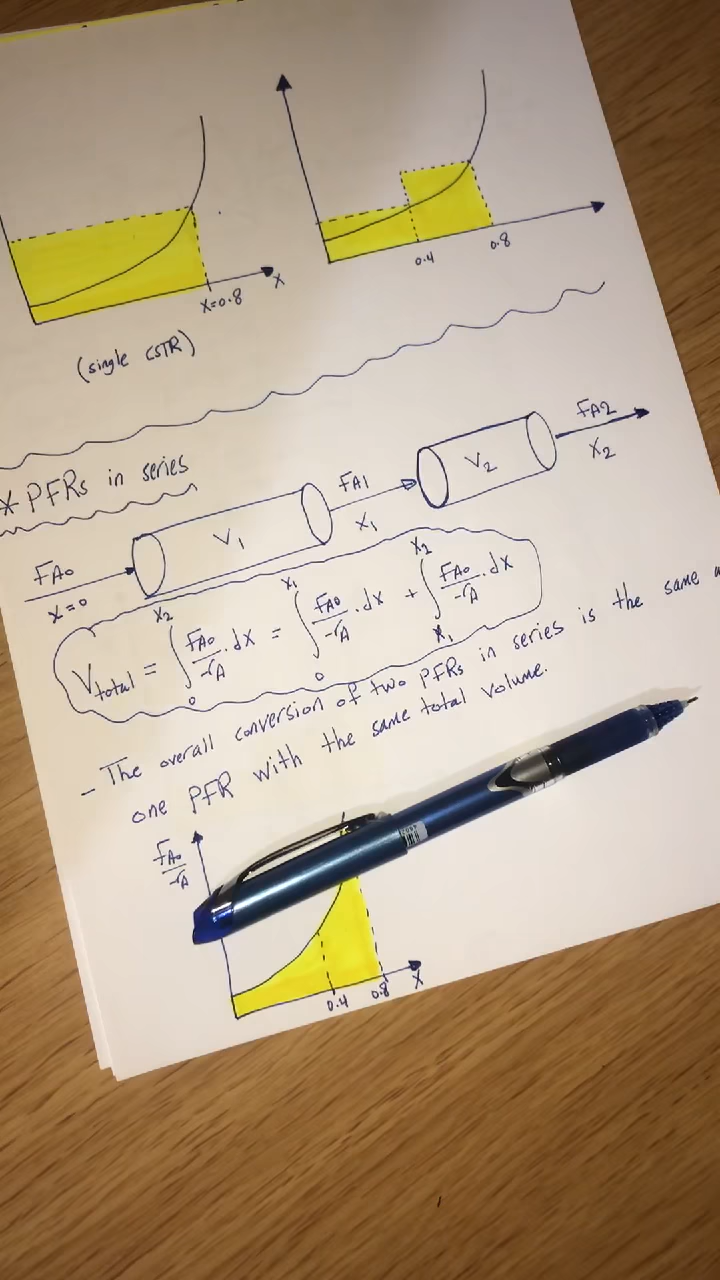 X
X=0.8
0.4
0.8
(single CSTR)
* PFRs in series
FA0
X=0
V1
FA1
X1
V2
FA2
X2
Vtotal = ∫₀^X2 FA0/-rA . dX = ∫₀^X1 FA0/-rA . dX + ∫X1^X2 FA0/-rA . dX
- The overall conversion of two PFRs in series is the same
one PFR with the same total volume.
FA0/-rA
0.4
0.8
X